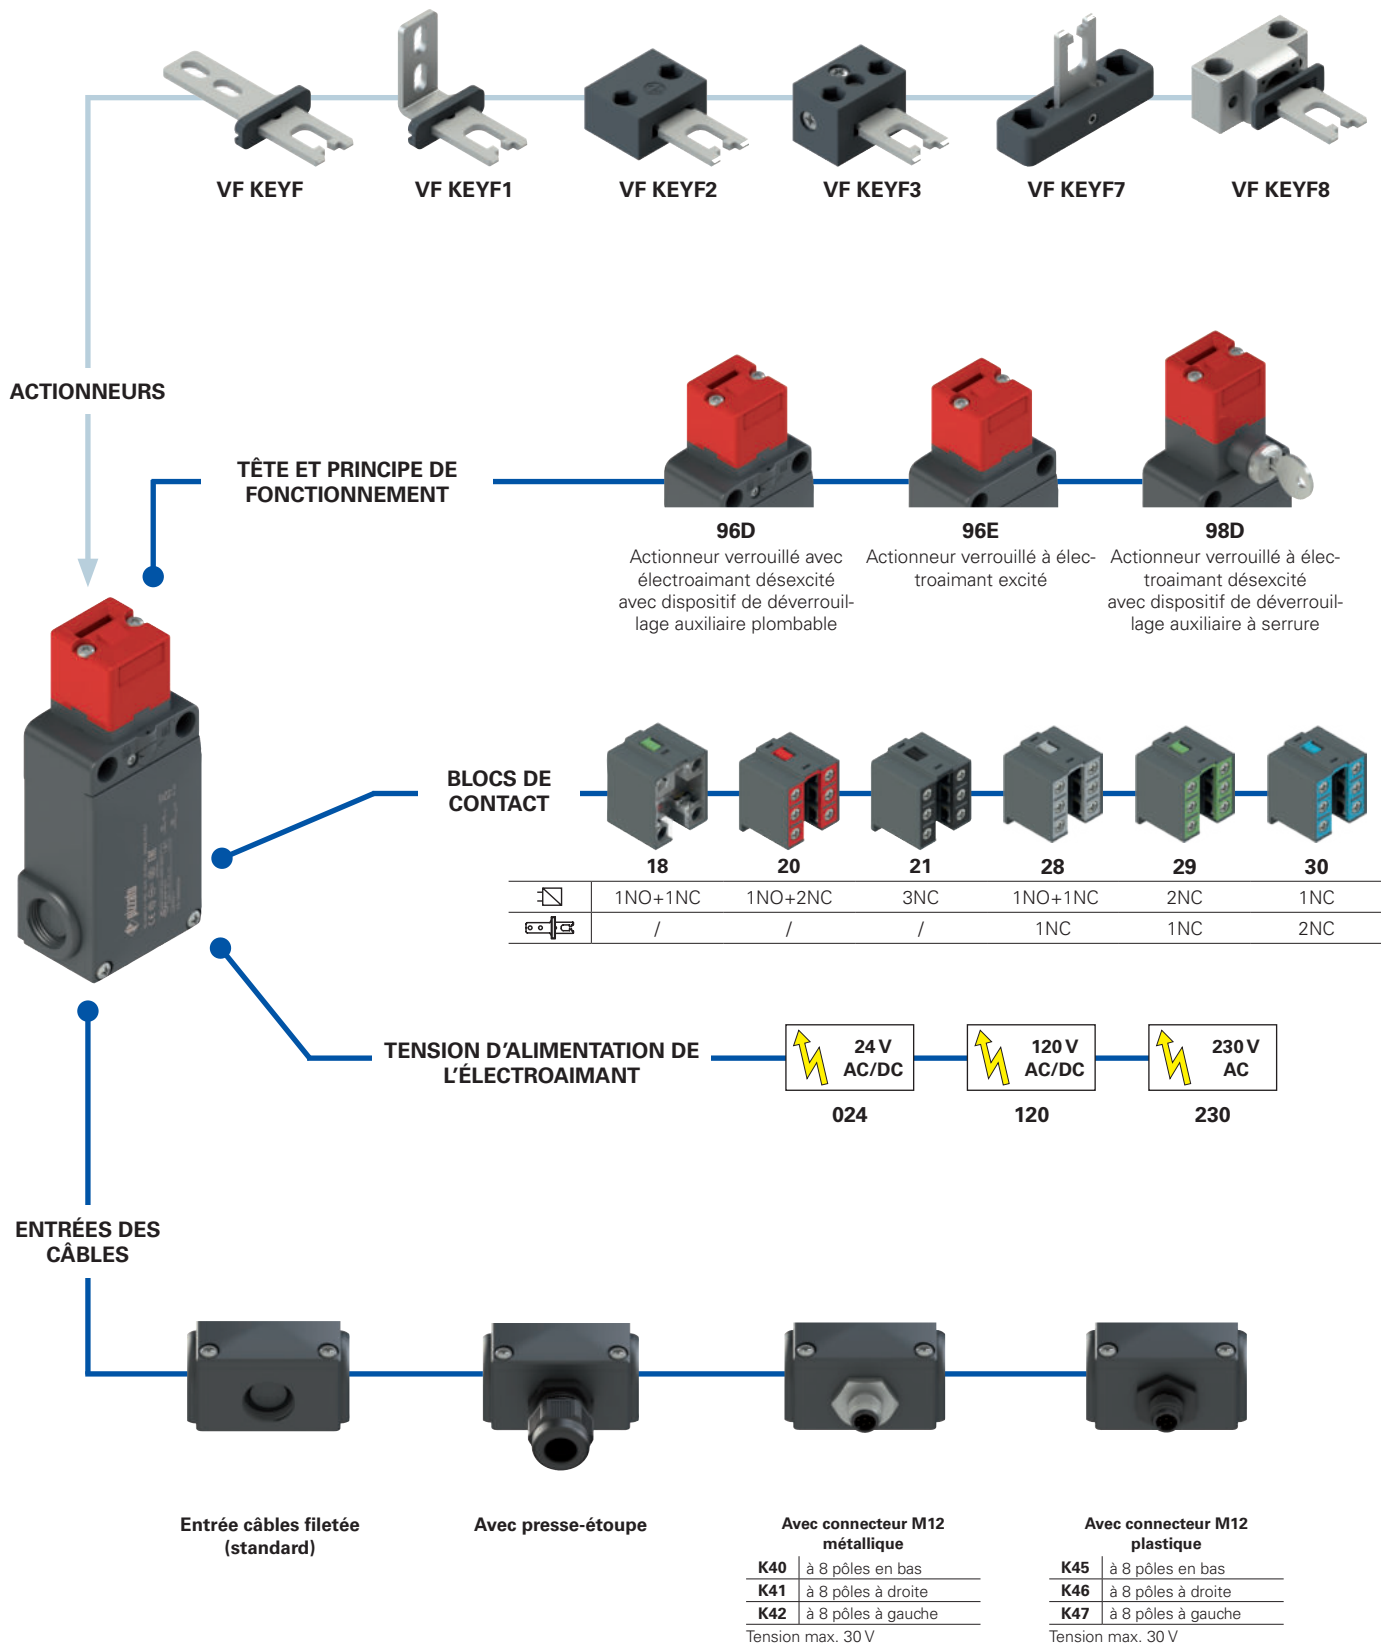 VF KEYF
VF KEYF1
VF KEYF2
VF KEYF3
VF KEYF7
VF KEYF8
ACTIONNEURS
TÊTE ET PRINCIPE DE
FONCTIONNEMENT
96D
Actionneur verrouillé avec
électroaimant désexcité
avec dispositif de déverrouil-
lage auxiliaire plombable
96E
Actionneur verrouillé à élec-
troaimant excité
98D
Actionneur verrouillé à élec-
troaimant désexcité
avec dispositif de déverrouil-
lage auxiliaire à serrure
pizzato
BLOCS DE
CONTACT
18 20 21 28 29 30
1NO+1NC 1NO+2NC 3NC 1NO+1NC 2NC 1NC
/ / / 1NC 1NC 2NC
TENSION D'ALIMENTATION DE
L'ÉLECTROAIMANT
24 V
AC/DC
024
120 V
AC/DC
120
230 V
AC
230
ENTRÉES DES
CÂBLES
Entrée câbles filetée
(standard)
Avec presse-étoupe
Avec connecteur M12
métallique
K40 à 8 pôles en bas
K41 à 8 pôles à droite
K42 à 8 pôles à gauche
Tension max. 30 V
Avec connecteur M12
plastique
K45 à 8 pôles en bas
K46 à 8 pôles à droite
K47 à 8 pôles à gauche
Tension max. 30 V